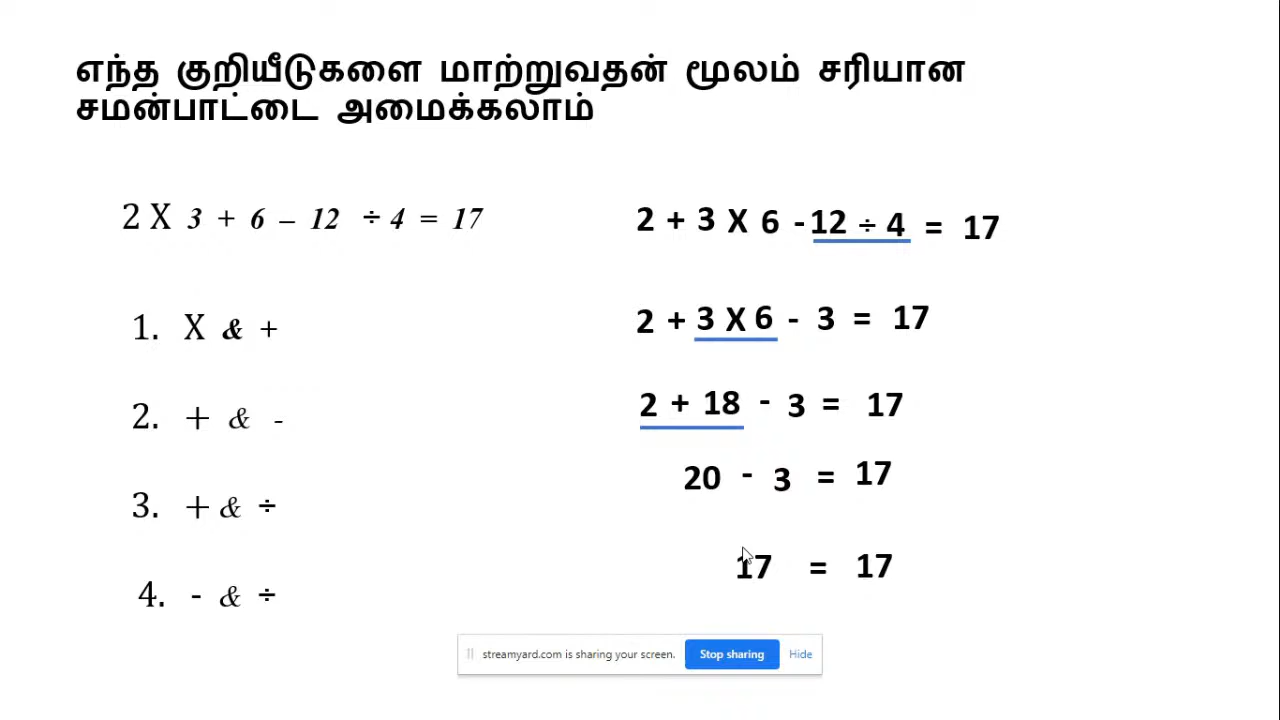 எந்த குறியீடுகளை மாற்றுவதன் மூலம் சரியான
சமன்பாட்டை அமைக்கலாம்
2 X 3 + 6 – 12 ÷ 4 = 17
1. X & +
2. + & -
3. + & ÷
4. - & ÷
2 + 3 X 6 - 12 ÷ 4 = 17
2 + 3 X 6 - 3 = 17
2 + 18 - 3 = 17
20 - 3 = 17
17 = 17
streamyard.com is sharing your screen. Stop sharing Hide